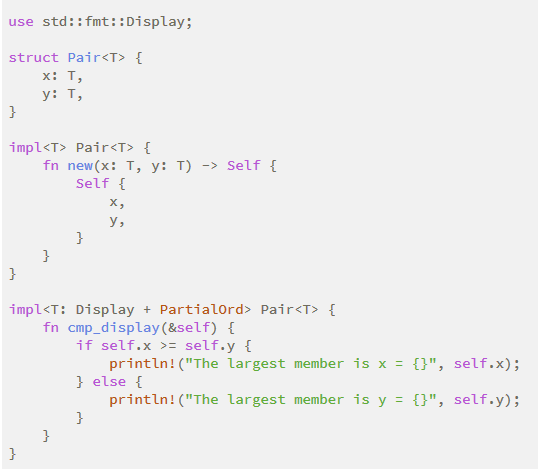 use std::fmt::Display;

struct Pair<T> {
    x: T,
    y: T,
}

impl<T> Pair<T> {
    fn new(x: T, y: T) -> Self {
        Self {
            x,
            y,
        }
    }
}

impl<T: Display + PartialOrd> Pair<T> {
    fn cmp_display(&self) {
        if self.x >= self.y {
            println!("The largest member is x = {}", self.x);
        } else {
            println!("The largest member is y = {}", self.y);
        }
    }
}